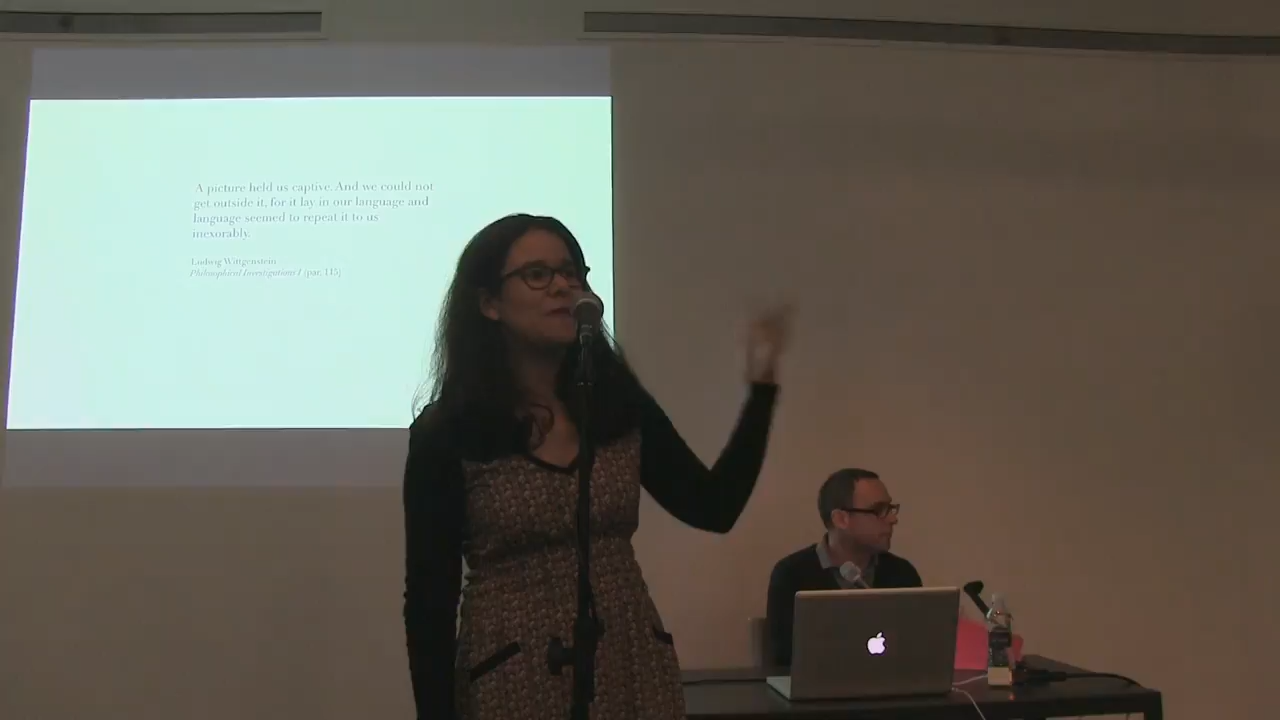 A picture held us captive. And we could not
get outside it, for it lay in our language and
language seemed to repeat it to us
inexorably.
Ludwig Wittgenstein
Philosophical Investigations I (par. 115)